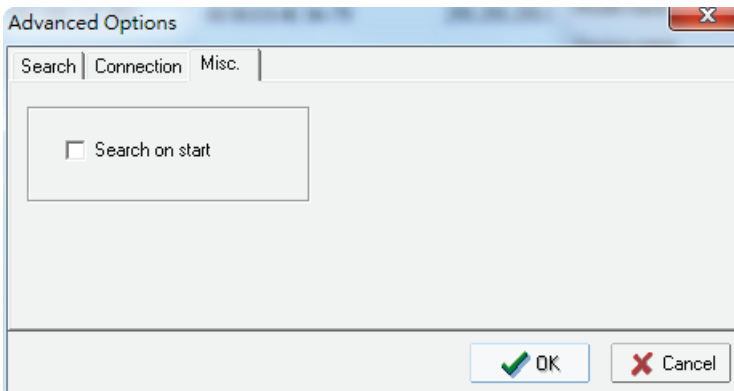 Advanced Options
Search Connection Misc.
Search on start
OK Cancel